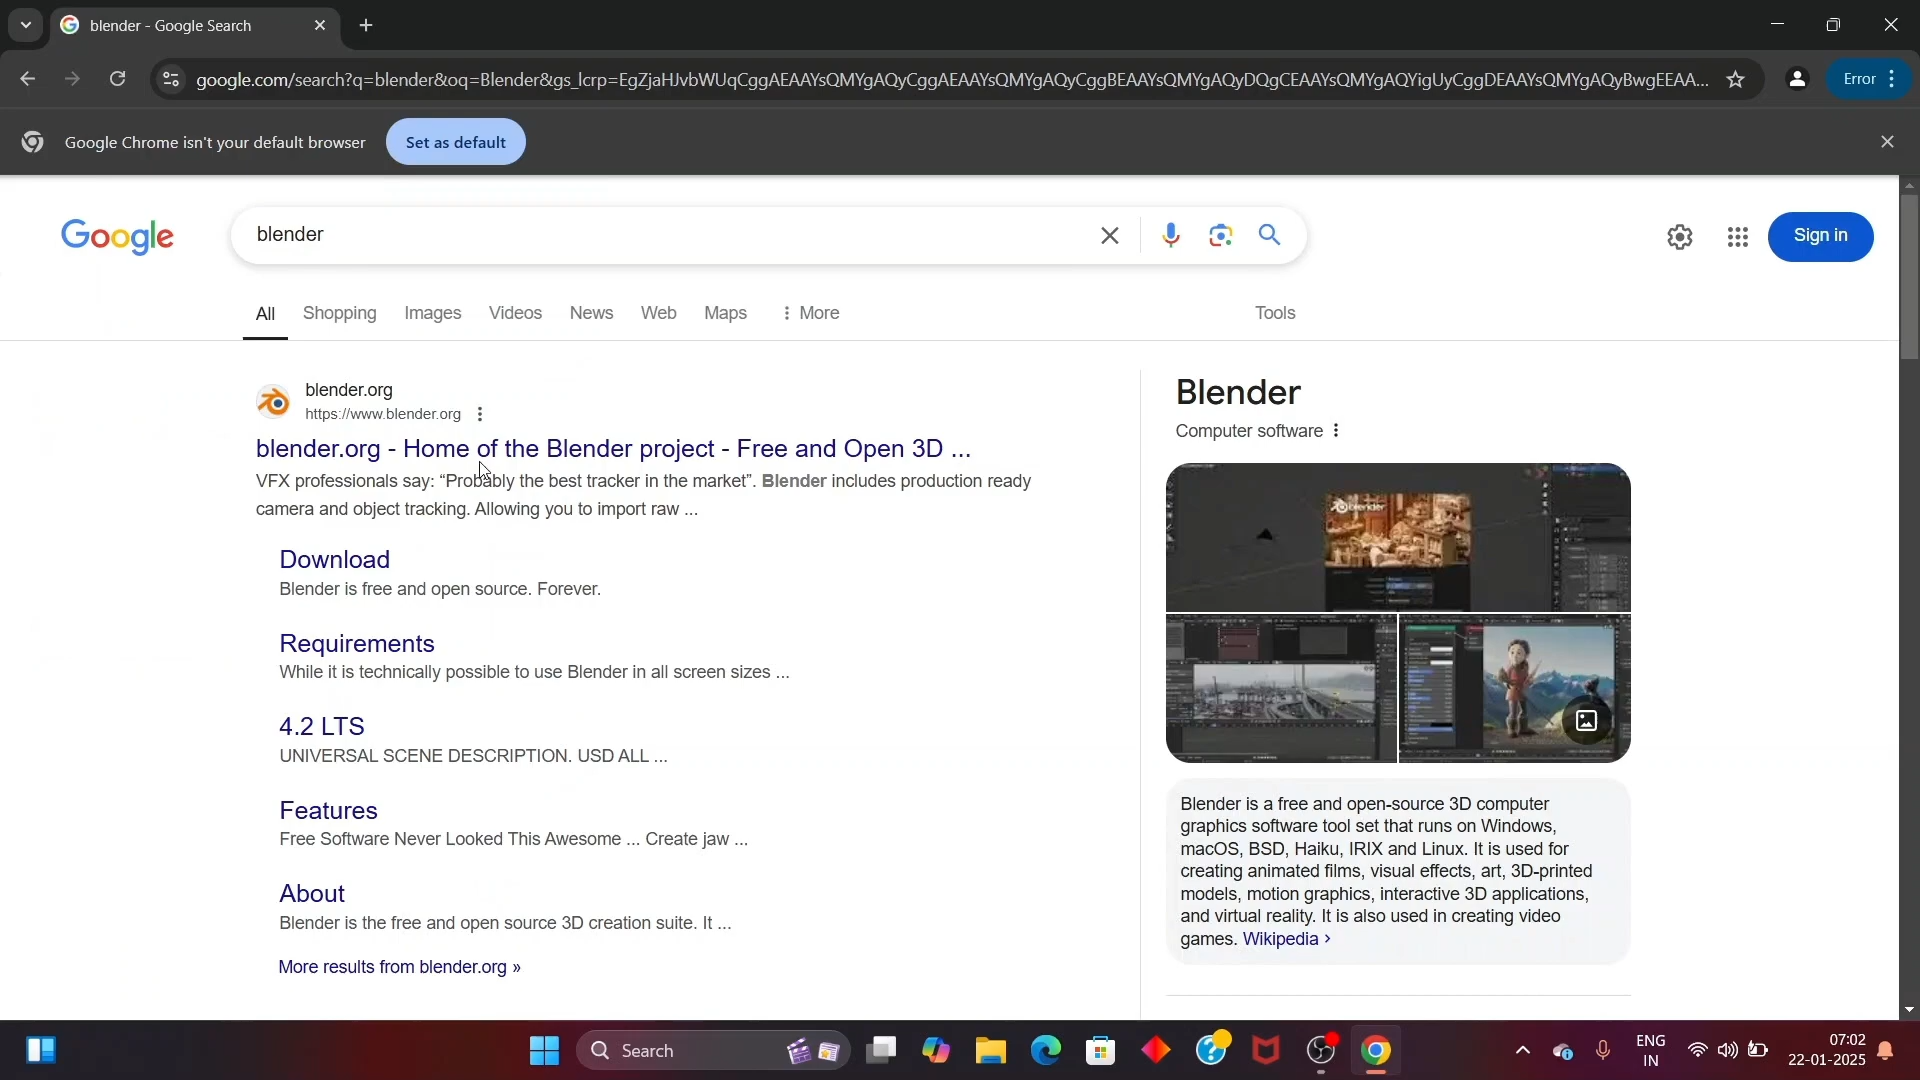 blender - Google Search
google.com/search?q=blender&oq=Blender&gs_lcrp=EgZjaHJvbWUqCggAEAAYsQMYgAQyCggAEAAYsQMYgAQyCggBEAAYsQMYgAQyDQgCEAAYsQMYgAQYigUyCggDEAAYsQMYgAQyBwgEEAA...
Error
Google Chrome isn't your default browser
Set as default
Google
blender
Sign in
All
Shopping
Images
Videos
News
Web
Maps
More
Tools
blender.org
https://www.blender.org
blender.org - Home of the Blender project - Free and Open 3D ...
VFX professionals say: “Probably the best tracker in the market”. Blender includes production ready
camera and object tracking. Allowing you to import raw ...
Download
Blender is free and open source. Forever.
Requirements
While it is technically possible to use Blender in all screen sizes ...
4.2 LTS
UNIVERSAL SCENE DESCRIPTION. USD ALL ...
Features
Free Software Never Looked This Awesome ... Create jaw ...
About
Blender is the free and open source 3D creation suite. It ...
More results from blender.org »
Blender
Computer software
blender
Blender is a free and open-source 3D computer
graphics software tool set that runs on Windows,
macOS, BSD, Haiku, IRIX and Linux. It is used for
creating animated films, visual effects, art, 3D-printed
models, motion graphics, interactive 3D applications,
and virtual reality. It is also used in creating video
games. Wikipedia ›
Search
ENG
IN
07:02
22-01-2025